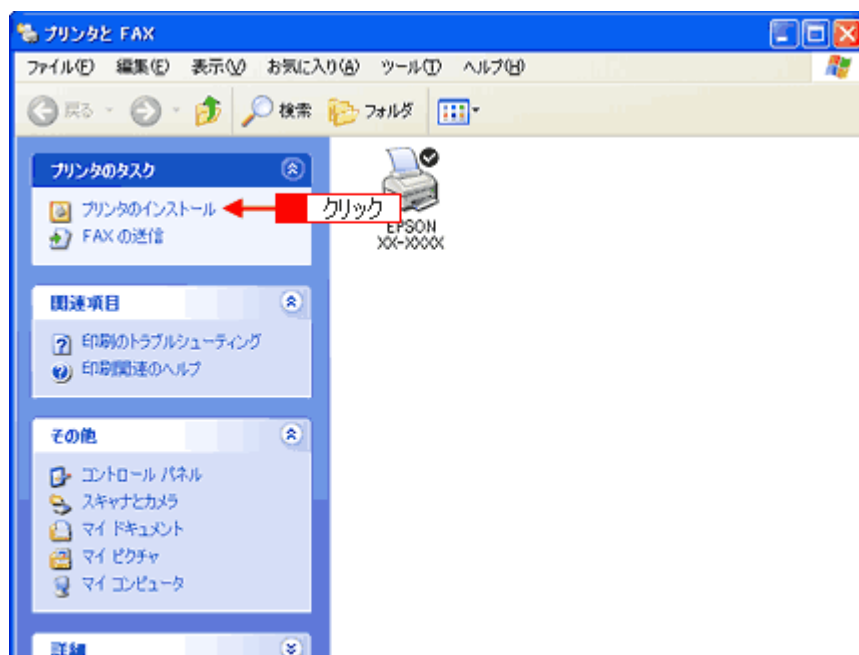 プリンタと FAX
ファイル(F) 編集(E) 表示(V) お気に入り(A) ツール(T) ヘルプ(H)
戻る 検索 フォルダ
プリンタのタスク
プリンタのインストール
クリック
FAX の送信
EPSON
XX-XXXX
関連項目
印刷のトラブルシューティング
印刷関連のヘルプ
その他
コントロール パネル
スキャナとカメラ
マイ ドキュメント
マイ ピクチャ
マイ コンピュータ
詳細